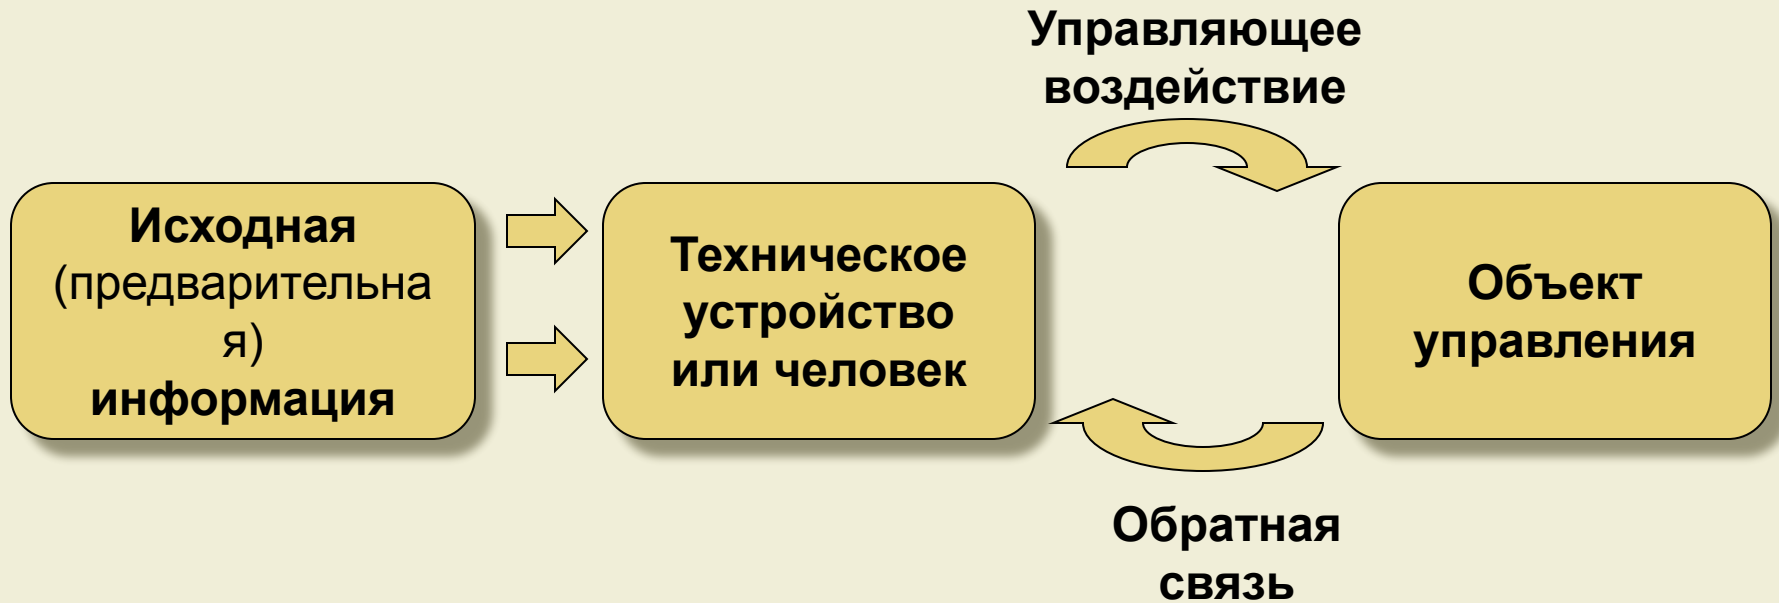 Управляющее
воздействие
Исходная
(предварительна
я)
информация
Техническое
устройство
или человек
Объект
управления
Обратная
связь